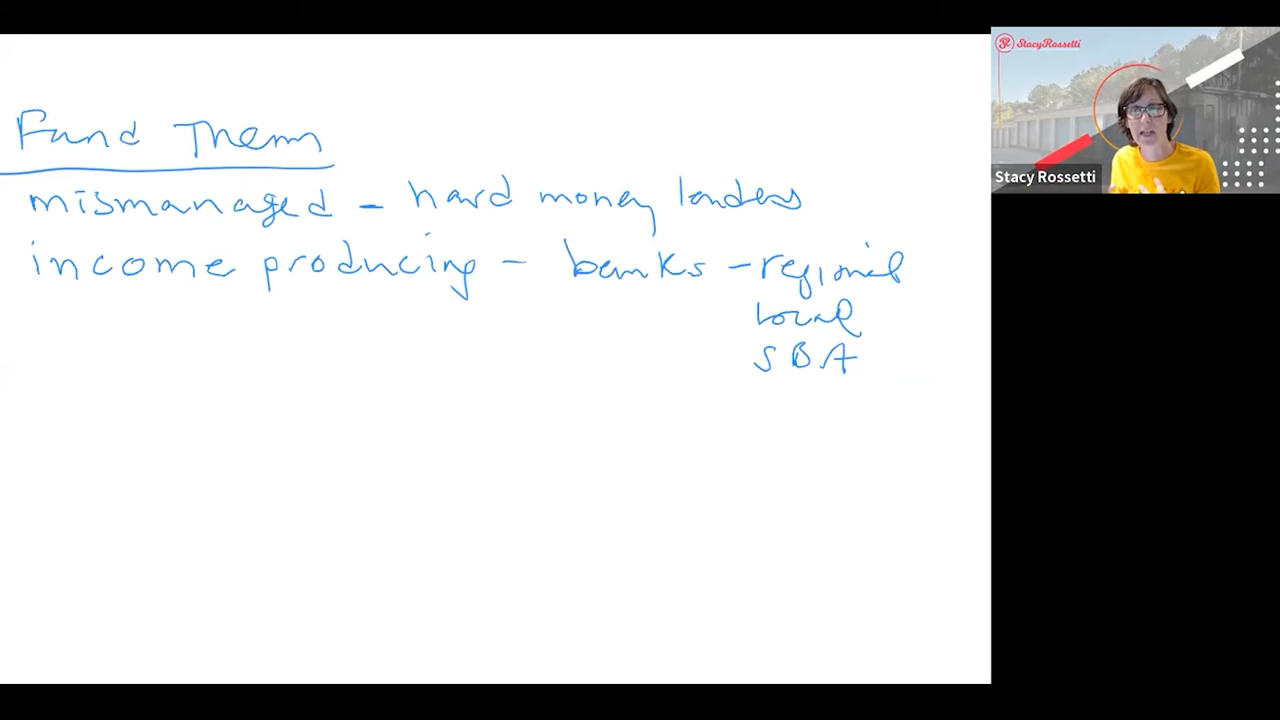 Fund Them
mismanaged - hard money lenders
income producing - banks - regional
local
SBA
StacyRossetti
Stacy Rossetti